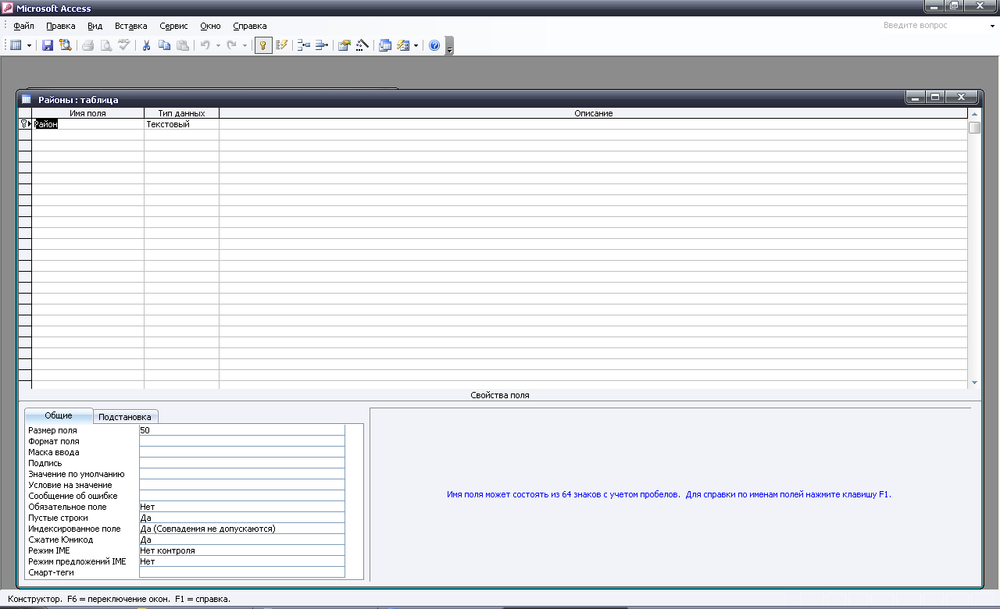 Microsoft Access
Файл Правка Вид Вставка Сервис Окно Справка Введите вопрос
Районы : таблица
Имя поля Тип данных Описание
Район Текстовый
Свойства поля
Общие Подстановка
Размер поля 50
Формат поля
Маска ввода
Подпись
Значение по умолчанию
Условие на значение
Сообщение об ошибке
Обязательное поле Нет
Пустые строки Да
Индексированное поле Да (Совпадения не допускаются)
Сжатие Юникод Да
Режим IME Нет контроля
Режим предложений IME Нет
Смарт-теги
Имя поля может состоять из 64 знаков с учетом пробелов. Для справки по именам полей нажмите клавишу F1.
Конструктор. F6 = переключение окон. F1 = справка.